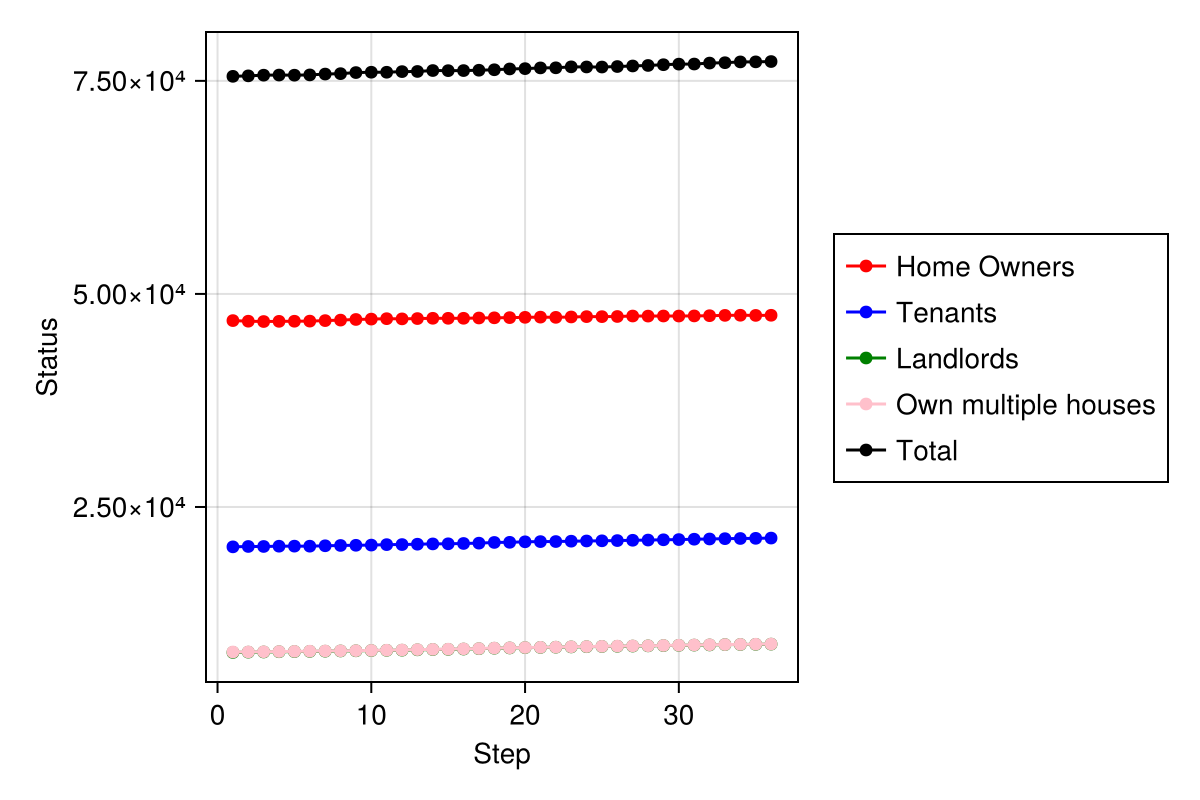 7.50×10⁴
5.00×10⁴
2.50×10⁴
Status
0 10 20 30
Step
Home Owners
Tenants
Landlords
Own multiple houses
Total